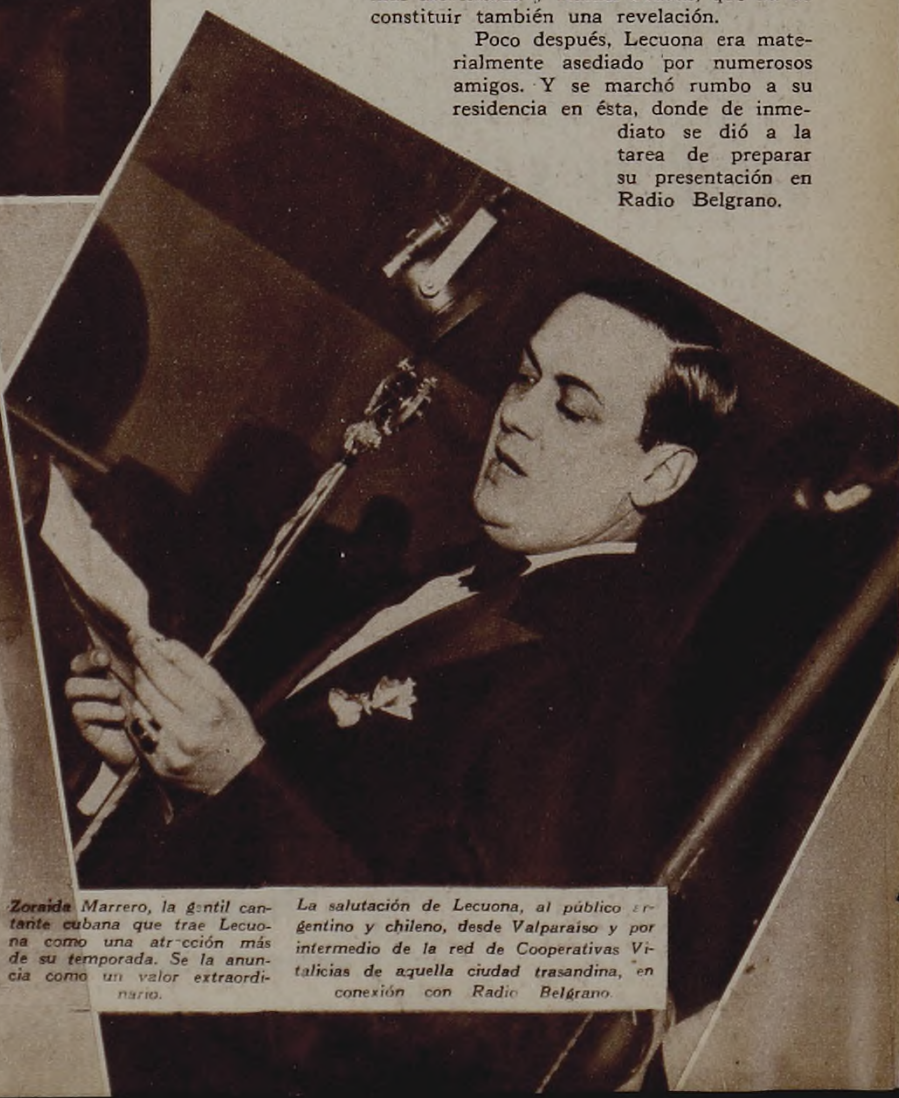 constituir también una revelación.
Poco después, Lecuona era mate-
rialmente asediado por numerosos
amigos. Y se marchó rumbo a su
residencia en ésta, donde de inme-
diato se dió a la
tarea de preparar
su presentación en
Radio Belgrano.
Zoraida Marrero, la gentil can-
tante cubana que trae Lecuo-
na como una atracción más
de su temporada. Se la anun-
cia como un valor extraordi-
nario.
La salutación de Lecuona, al público ar-
gentino y chileno, desde Valparaíso y por
intermedio de la red de Cooperativas Vi-
talicias de aquella ciudad trasandina, en
conexión con Radio Belgrano.